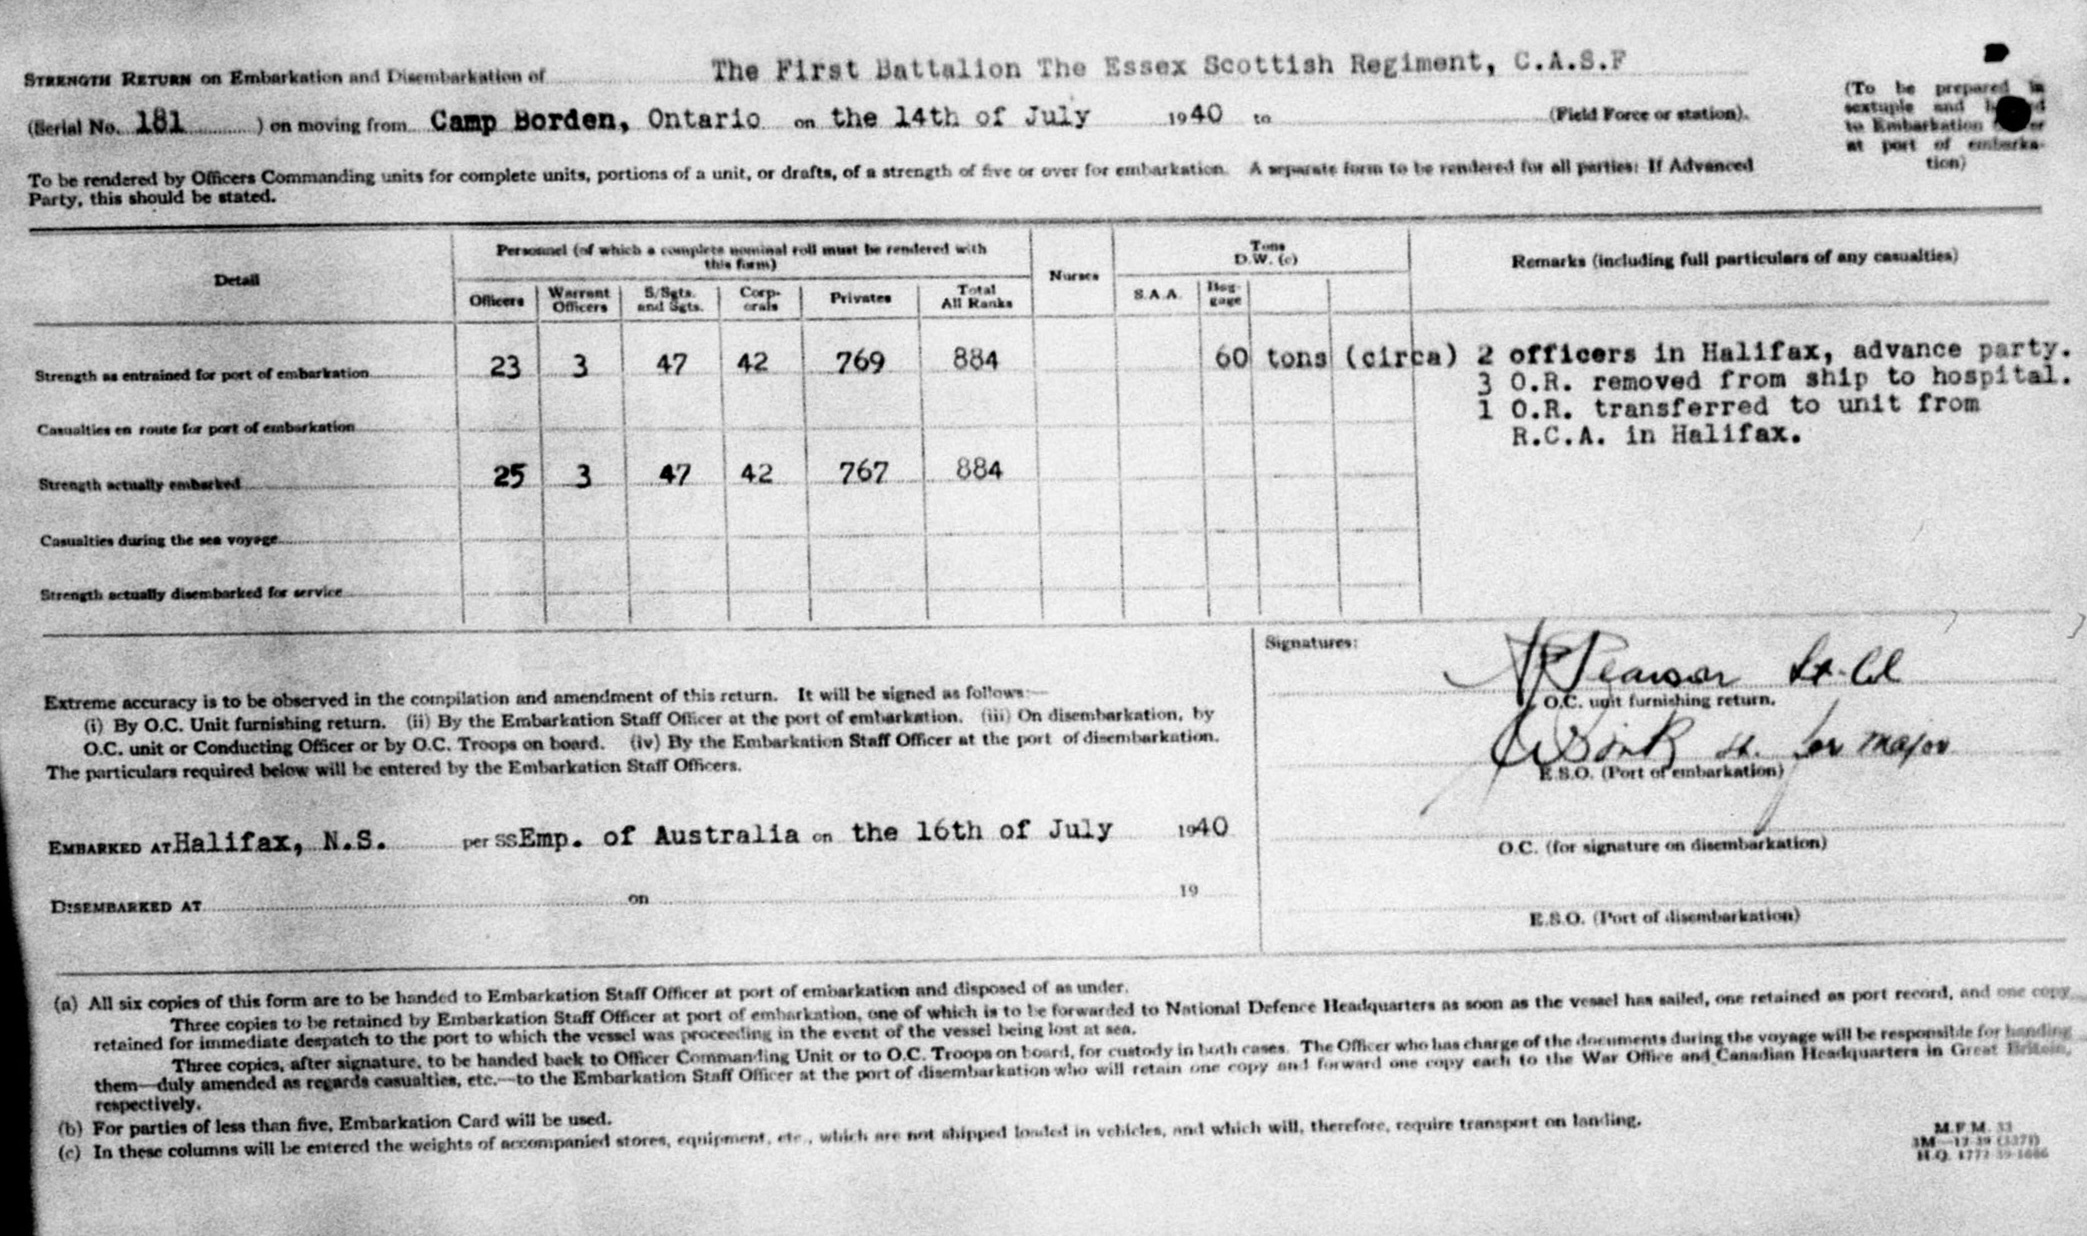 STRENGTH RETURN on Embarkation and Disembarkation of The First Battalion The Essex Scottish Regiment, C.A.S.F
(Serial No. 181 ) on moving from Camp Borden, Ontario on the 14th of July 1940 to (Field Force or station).
(To be prepared in
sextuple and
to Embarkation
at port of embarka-
tion)
To be rendered by Officers Commanding units for complete units, portions of a unit, or drafts, of a strength of five or over for embarkation. A separate form to be rendered for all parties: If Advanced
Party, this should be stated.
Detail
Personnel (of which a complete nominal roll must be rendered with
this form)
Nurses
Tons
D.W. (c)
Remarks (including full particulars of any casualties)
Officers
Warrant
Officers
S/Sgts.
and Sgts.
Corp-
orals
Privates
Total
All Ranks
S.A.A.
Bag-
gage
Strength as entrained for port of embarkation 23 3 47 42 769 884 60 tons (circa) 2 officers in Halifax, advance party.
3 O.R. removed from ship to hospital.
1 O.R. transferred to unit from
R.C.A. in Halifax.
Casualties en route for port of embarkation
Strength actually embarked 25 3 47 42 767 884
Casualties during the sea voyage
Strength actually disembarked for service
Extreme accuracy is to be observed in the compilation and amendment of this return. It will be signed as follows:—
(i) By O.C. Unit furnishing return. (ii) By the Embarkation Staff Officer at the port of embarkation. (iii) On disembarkation, by
O.C. unit or Conducting Officer or by O.C. Troops on board. (iv) By the Embarkation Staff Officer at the port of disembarkation.
The particulars required below will be entered by the Embarkation Staff Officers.
EMBARKED AT Halifax, N.S. per SS Emp. of Australia on the 16th of July 1940
DISEMBARKED AT on 19
Signatures:
Pearson Lt-Col
O.C. unit furnishing return.
Lt. for major
E.S.O. (Port of embarkation)
O.C. (for signature on disembarkation)
E.S.O. (Port of disembarkation)
(a) All six copies of this form are to be handed to Embarkation Staff Officer at port of embarkation and disposed of as under.
Three copies to be retained by Embarkation Staff Officer at port of embarkation, one of which is to be forwarded to National Defence Headquarters as soon as the vessel has sailed, one retained as port record, and one copy
retained for immediate despatch to the port to which the vessel was proceeding in the event of the vessel being lost at sea.
Three copies, after signature, to be handed back to Officer Commanding Unit or to O.C. Troops on board, for custody in both cases. The Officer who has charge of the documents during the voyage will be responsible for handing
them—duly amended as regards casualties, etc.—to the Embarkation Staff Officer at the port of disembarkation who will retain one copy and forward one copy each to the War Office and Canadian Headquarters in Great Britain,
respectively.
(b) For parties of less than five, Embarkation Card will be used.
(c) In these columns will be entered the weights of accompanied stores, equipment, etc., which are not shipped loaded in vehicles, and which will, therefore, require transport on landing.
M.F.M. 33